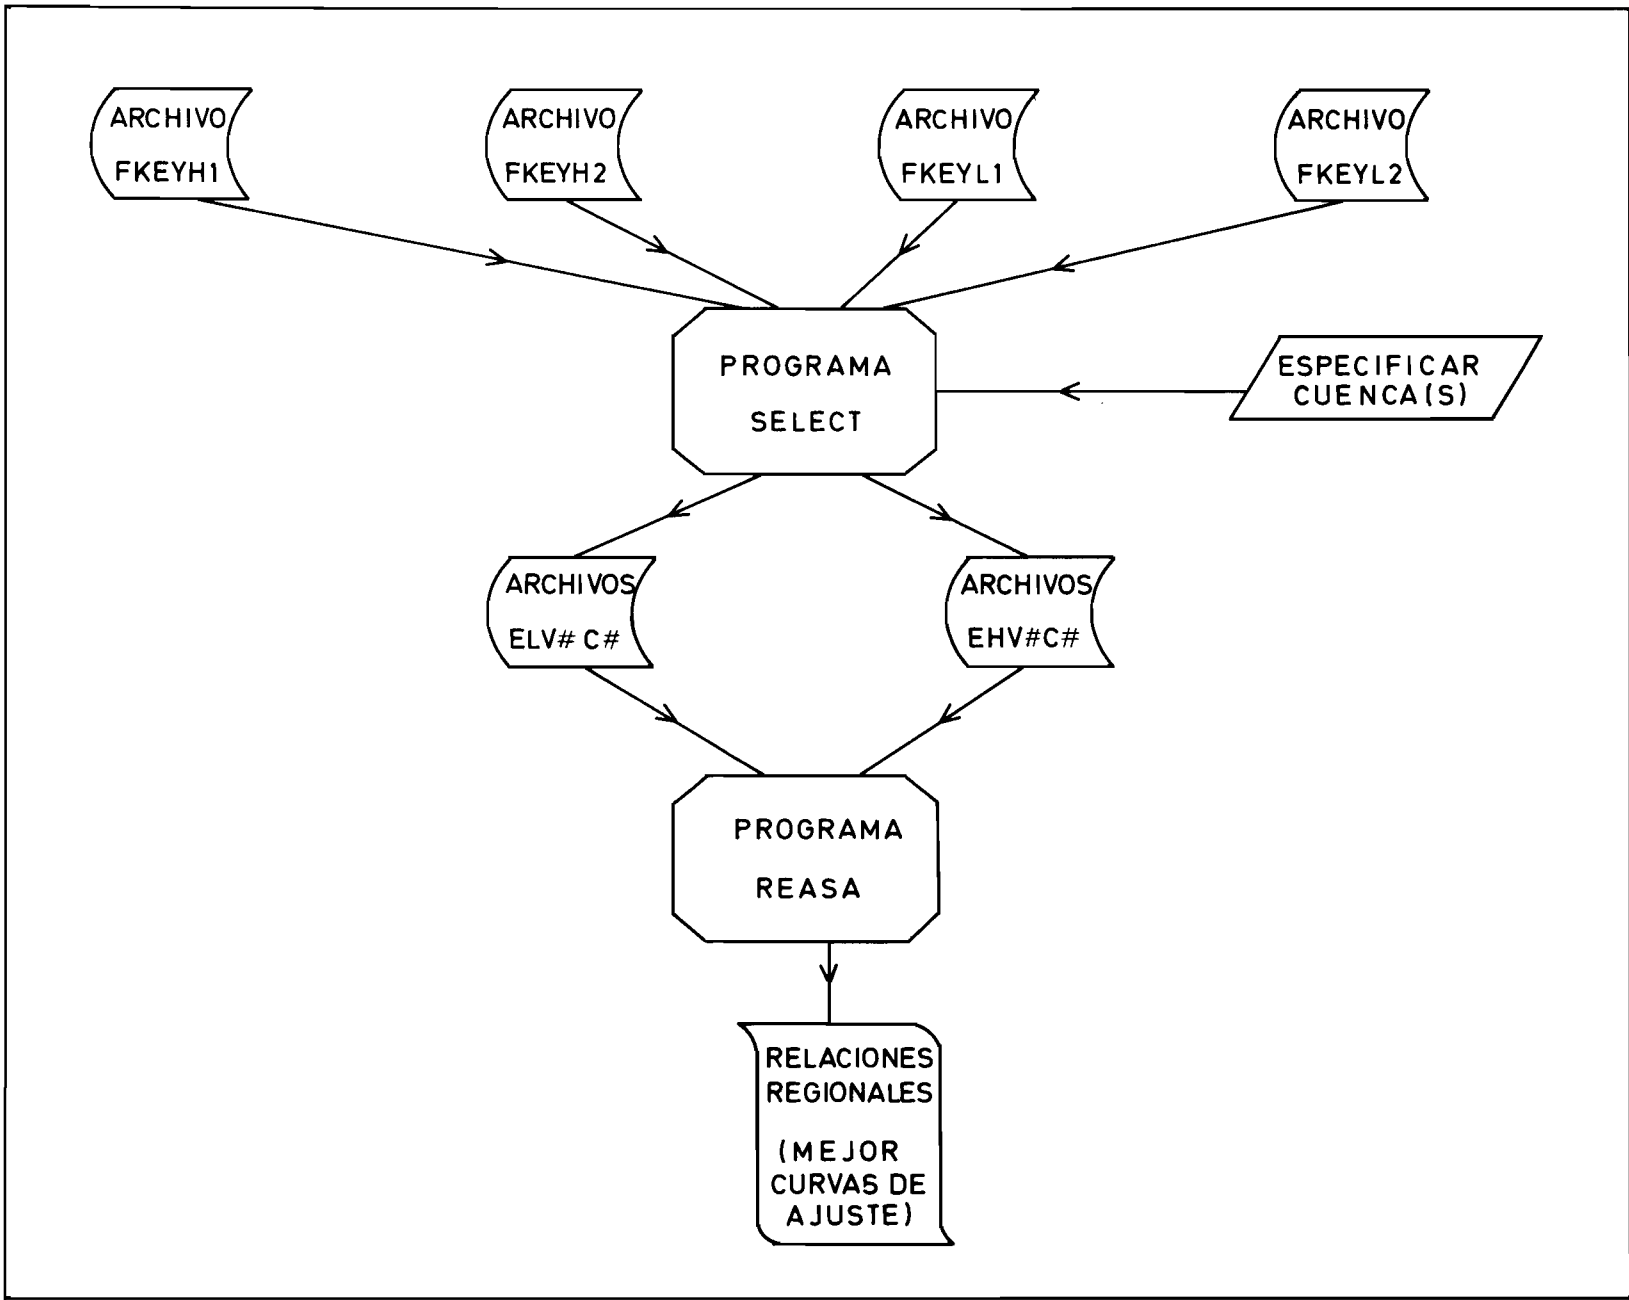 ARCHIVO
FKEYH1
ARCHIVO
FKEYH2
ARCHIVO
FKEYL1
ARCHIVO
FKEYL2
PROGRAMA
SELECT
ESPECIFICAR
CUENCA(S)
ARCHIVOS
ELV# C#
ARCHIVOS
EHV#C#
PROGRAMA
REASA
RELACIONES
REGIONALES
(MEJOR
CURVAS DE
AJUSTE)